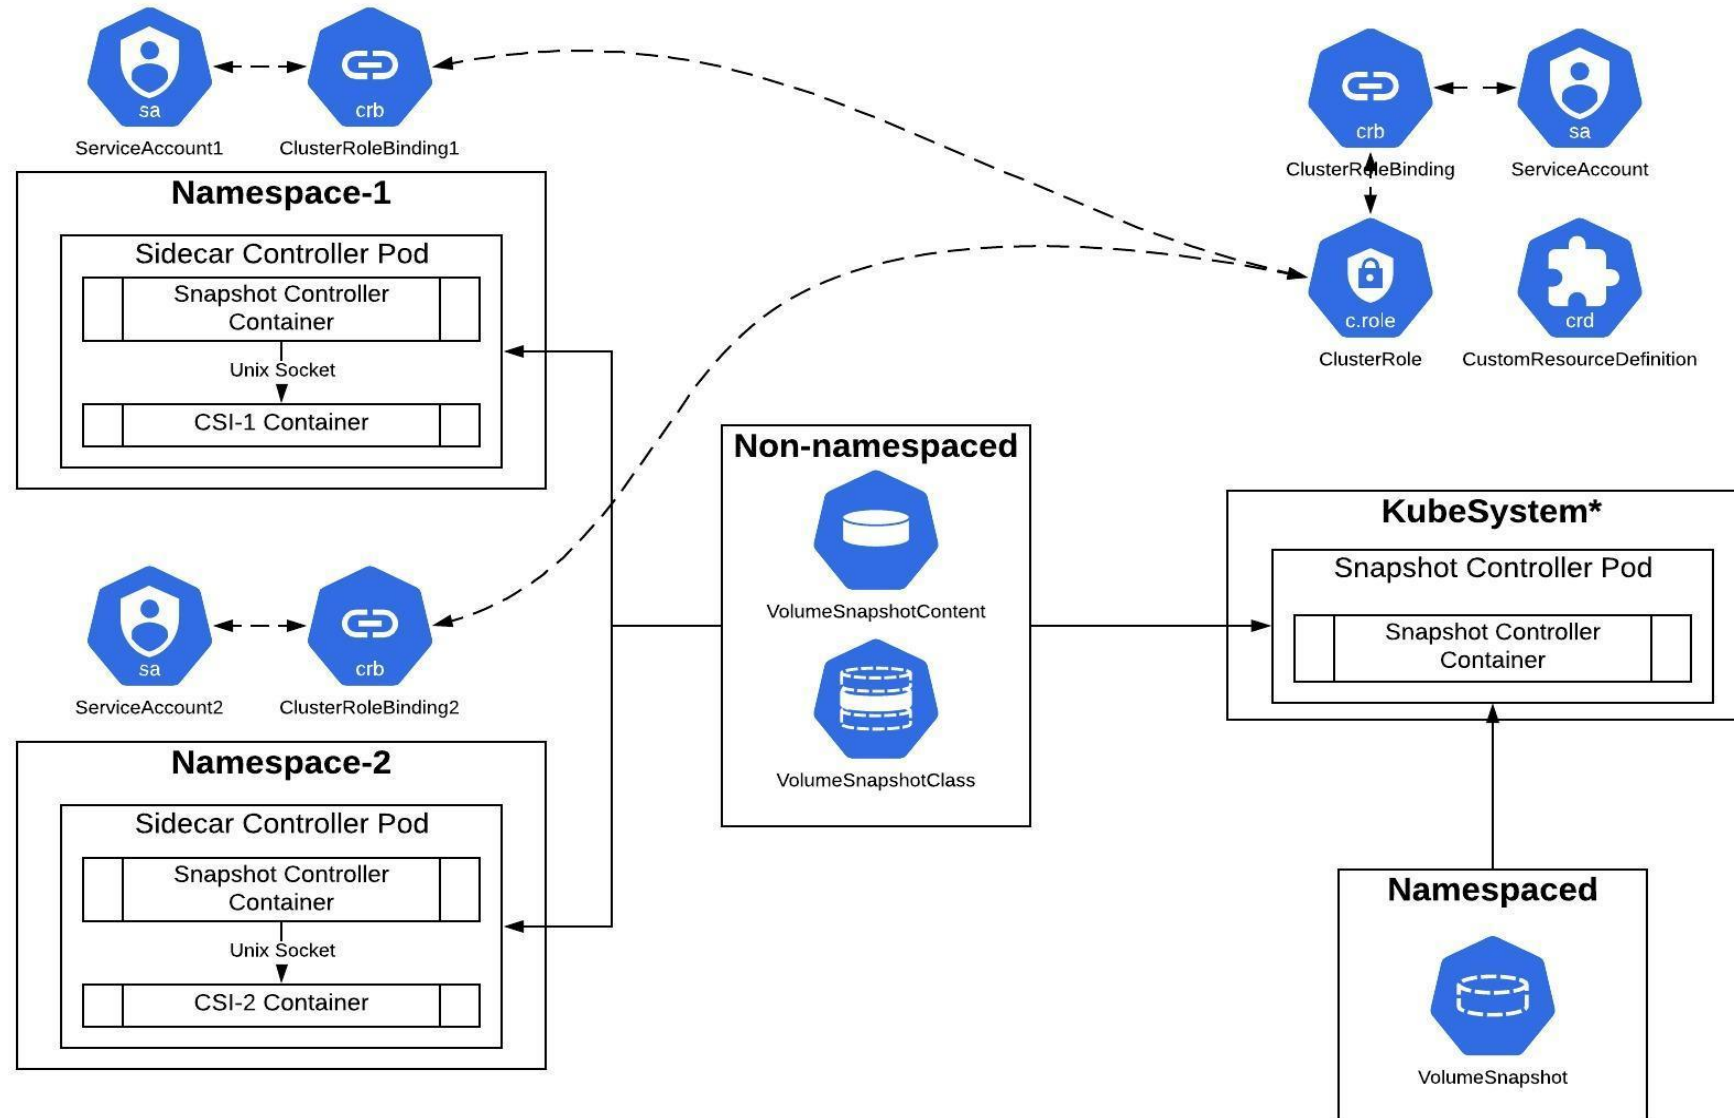 sa
ServiceAccount1
crb
ClusterRoleBinding1
crb
ClusterRoleBinding
sa
ServiceAccount
Namespace-1
Sidecar Controller Pod
Snapshot Controller
Container
Unix Socket
CSI-1 Container
c.role
ClusterRole
crd
CustomResourceDefinition
Non-namespaced
VolumeSnapshotContent
VolumeSnapshotClass
KubeSystem*
Snapshot Controller Pod
Snapshot Controller
Container
sa
ServiceAccount2
crb
ClusterRoleBinding2
Namespace-2
Sidecar Controller Pod
Snapshot Controller
Container
Unix Socket
CSI-2 Container
Namespaced
VolumeSnapshot